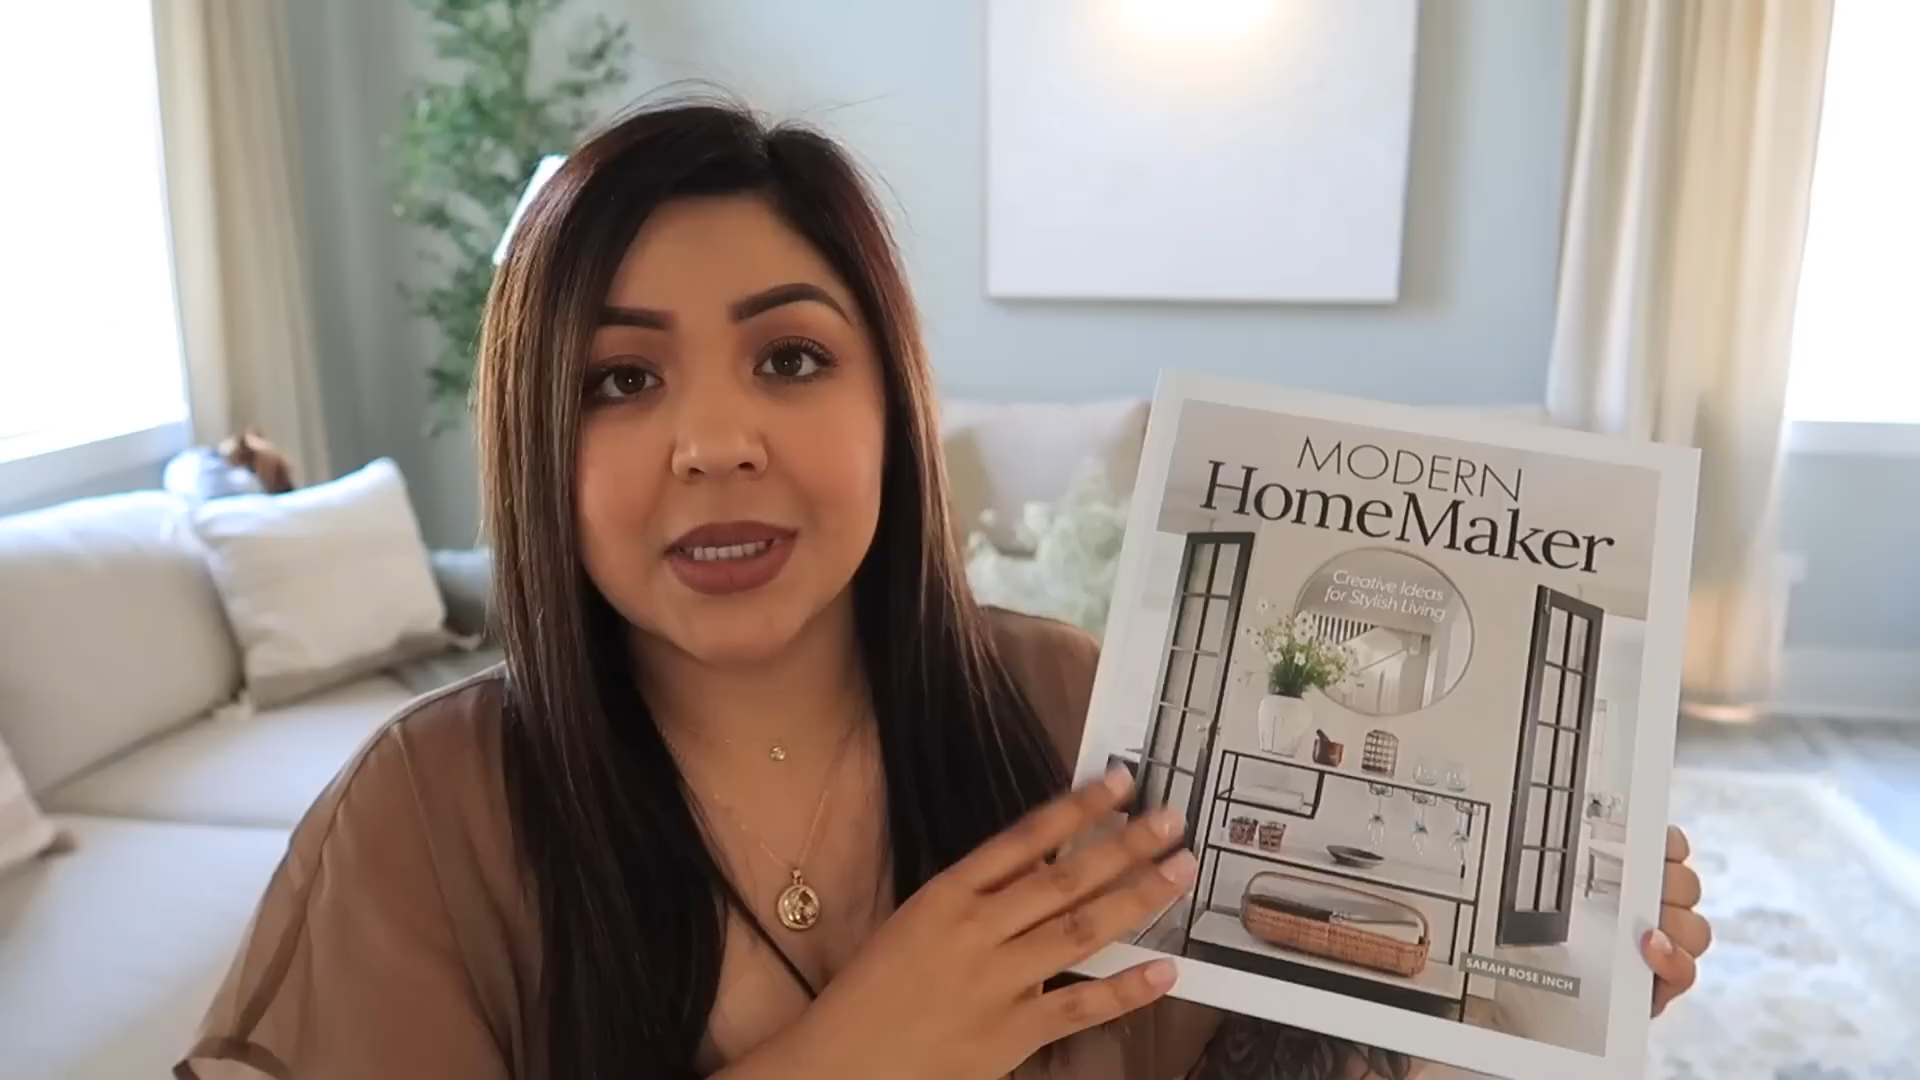 MODERN
HomeMaker
Creative Ideas
for Stylish Living
SARAH ROSE INCH